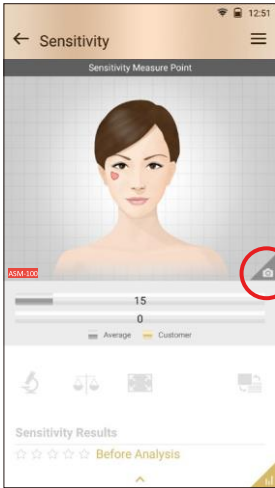 12:51
Sensitivity
Sensitivity Measure Point
ASM-100
15
0
Average Customer
Sensitivity Results
Before Analysis